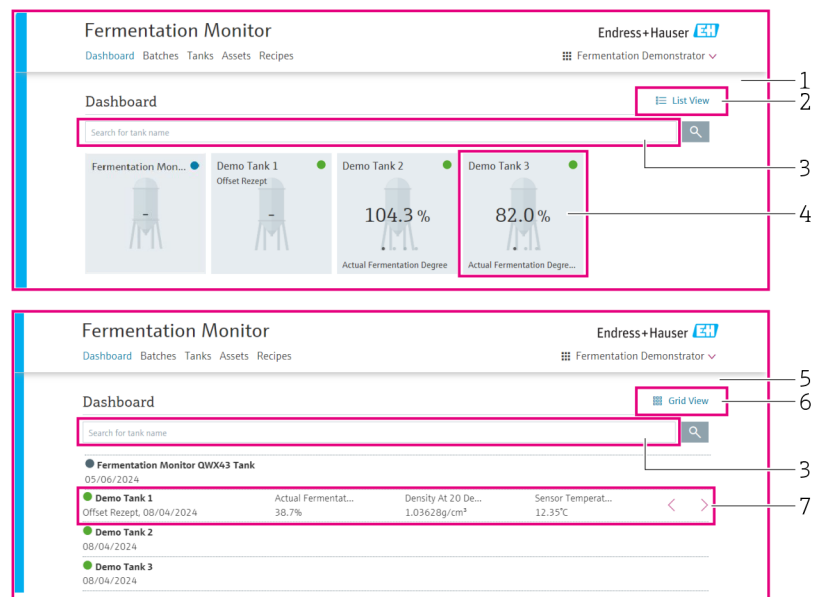 Fermentation Monitor
Endress+Hauser EH
Dashboard Batches Tanks Assets Recipes
Fermentation Demonstrator
1
Dashboard
List View
2
Search for tank name
3
Fermentation Mon...
-
Demo Tank 1
Offset Rezept
-
Demo Tank 2
104.3 %
Actual Fermentation Degree
Demo Tank 3
82.0 %
Actual Fermentation Degre...
4
Fermentation Monitor
Endress+Hauser EH
Dashboard Batches Tanks Assets Recipes
Fermentation Demonstrator
5
Dashboard
Grid View
6
Search for tank name
3
Fermentation Monitor QWX43 Tank
05/06/2024
Demo Tank 1 Actual Fermentat... Density At 20 De... Sensor Temperat...
Offset Rezept, 08/04/2024 38.7% 1.03628g/cm³ 12.35°C
7
Demo Tank 2
08/04/2024
Demo Tank 3
08/04/2024